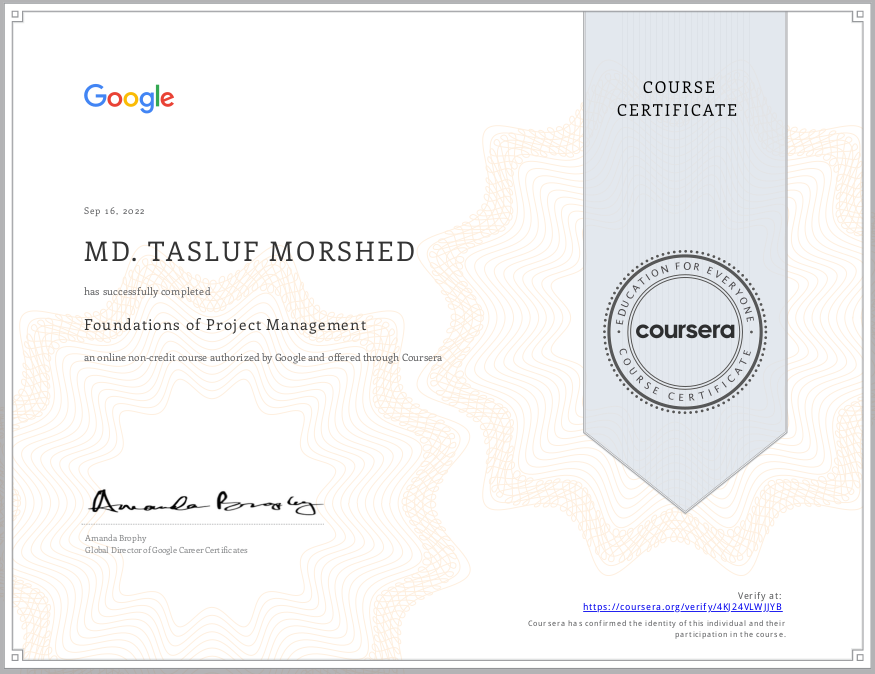 Google
COURSE
CERTIFICATE
Sep 16, 2022
MD. TASLUF MORSHED
has successfully completed
Foundations of Project Management
an online non-credit course authorized by Google and offered through Coursera
EDUCATION FOR EVERYONE
coursera
COURSE CERTIFICATE
Amanda Brophy
Amanda Brophy
Global Director of Google Career Certificates
Verify at:
https://coursera.org/verify/4KJ24VLWJJYB
Coursera has confirmed the identity of this individual and their
participation in the course.